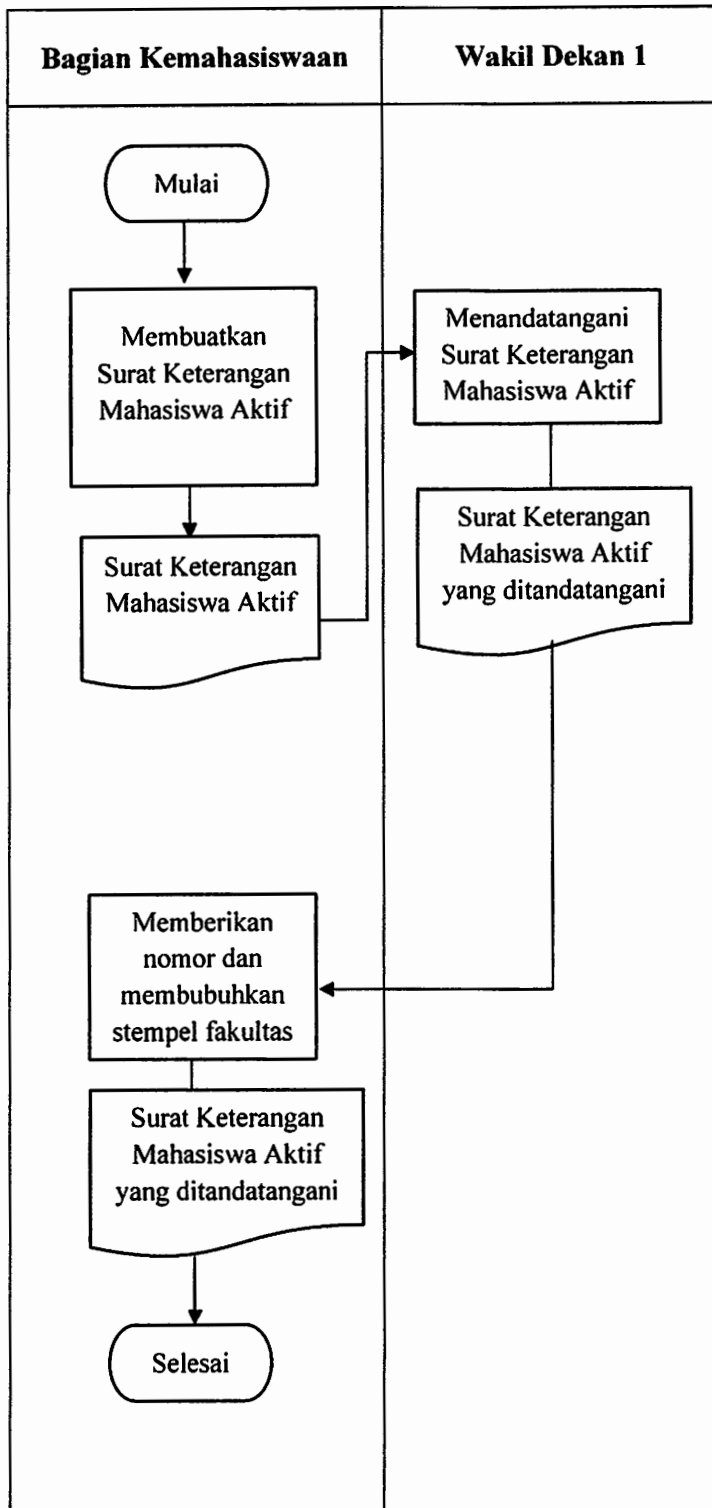 Bagian Kemahasiswaan
Wakil Dekan 1
Mulai
Membuatkan
Surat Keterangan
Mahasiswa Aktif
Surat Keterangan
Mahasiswa Aktif
Menandatangani
Surat Keterangan
Mahasiswa Aktif
Surat Keterangan
Mahasiswa Aktif
yang ditandatangani
Memberikan
nomor dan
membubuhkan
stempel fakultas
Surat Keterangan
Mahasiswa Aktif
yang ditandatangani
Selesai